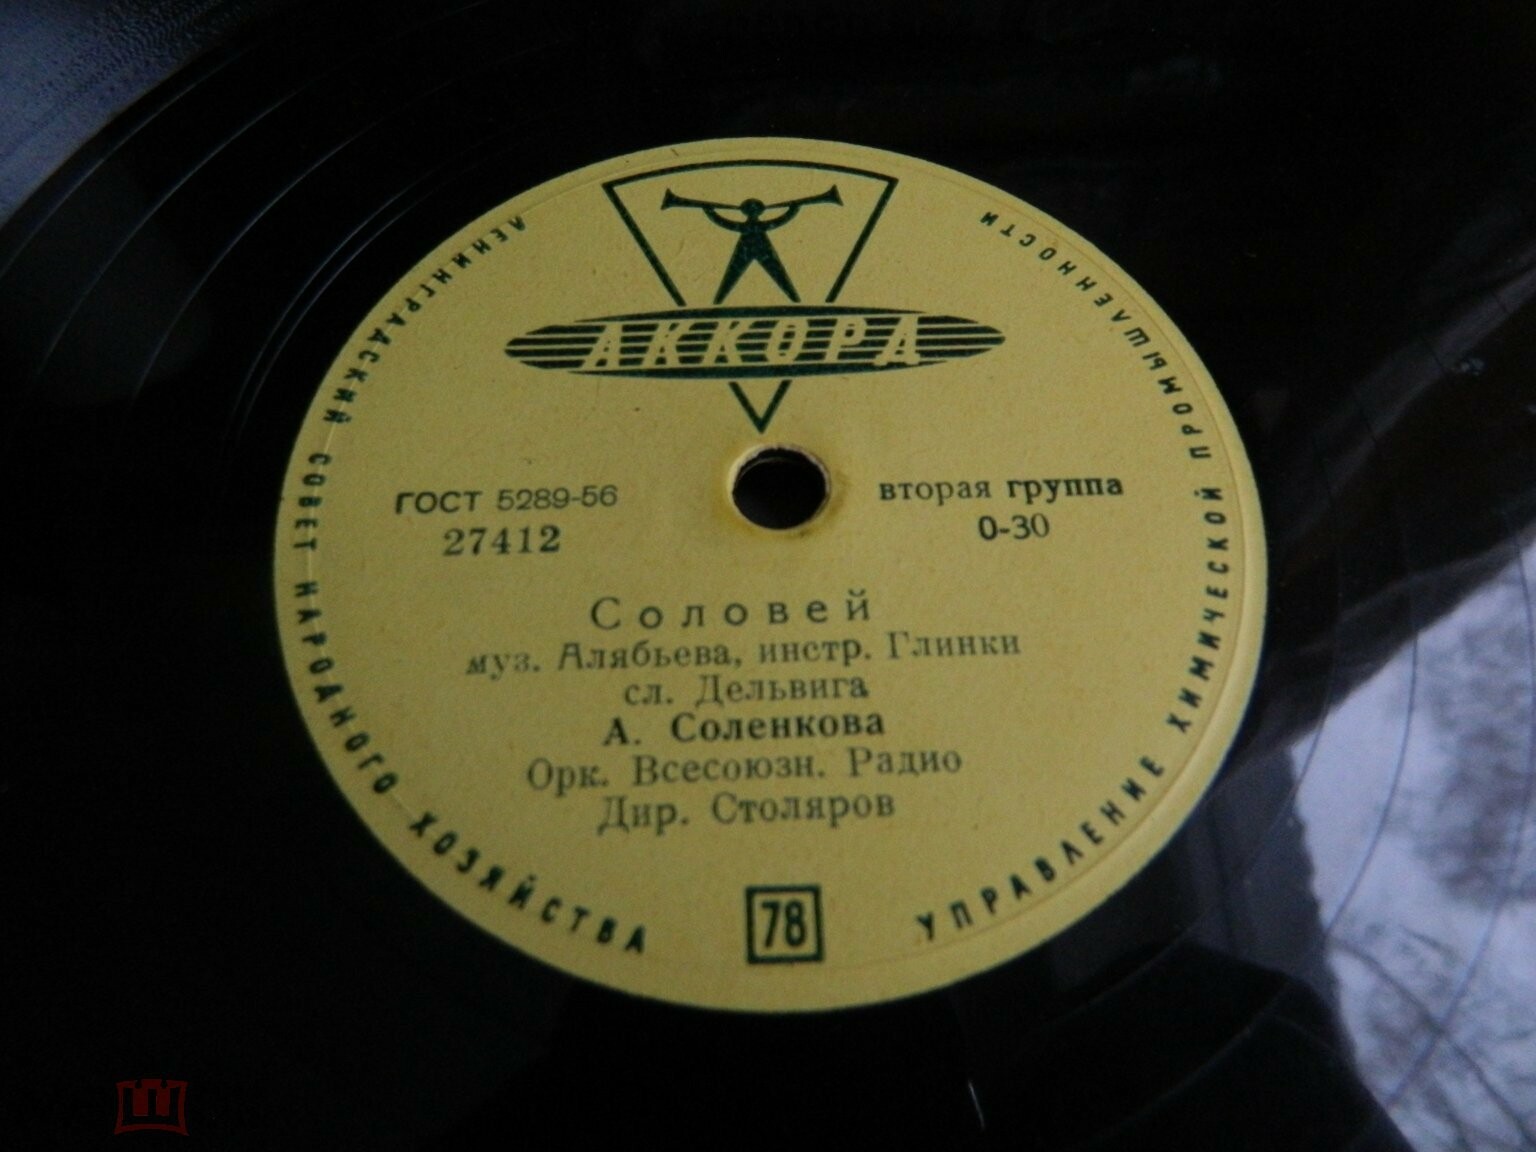 ЛЕНИНГРАДСКИЙ СОВЕТ НАРОДНОГО ХОЗЯЙСТВА
УПРАВЛЕНИЕ ХИМИЧЕСКОЙ ПРОМЫШЛЕННОСТИ
АККОРД
ГОСТ 5289-56
27412
вторая группа
0-30
Соловей
муз. Алябьева, инстр. Глинки
сл. Дельвига
А. Соленкова
Орк. Всесоюзн. Радио
Дир. Столяров
78